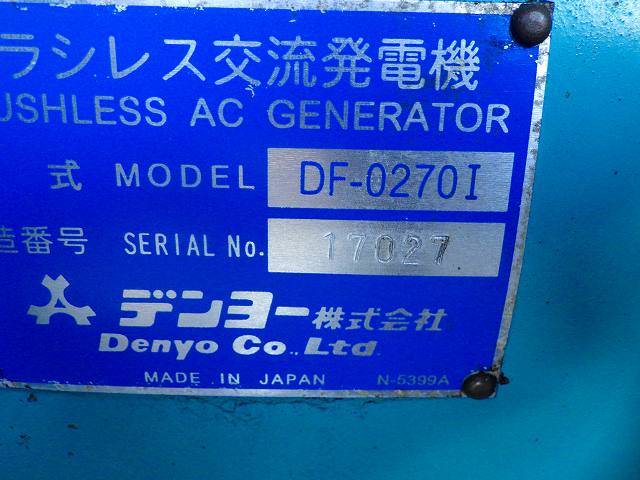 ラシレス交流発電機
USHLESS AC GENERATOR
式 MODEL DF-0270I
造番号 SERIAL No. 17027
デンヨー株式会社
Denyo Co., Ltd.
MADE IN JAPAN N-5399A